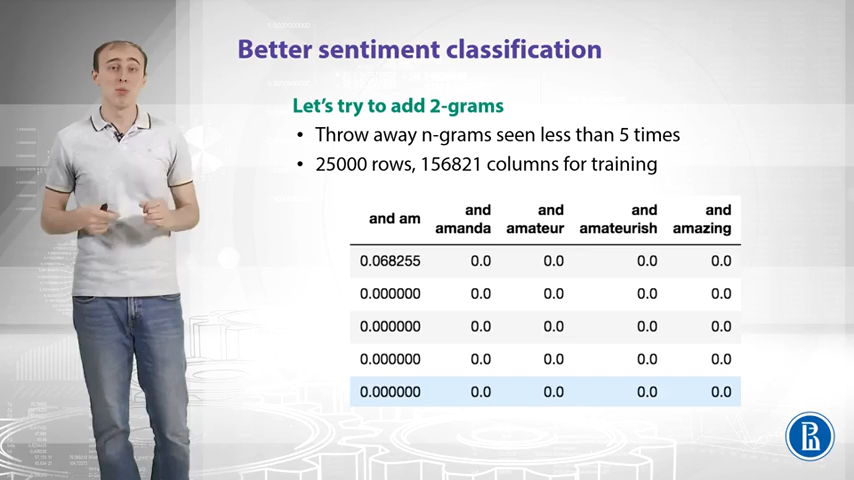 Better sentiment classification
Let's try to add 2-grams
• Throw away n-grams seen less than 5 times
• 25000 rows, 156821 columns for training
and am and amanda and amateur and amateurish and amazing
0.068255 0.0 0.0 0.0 0.0
0.000000 0.0 0.0 0.0 0.0
0.000000 0.0 0.0 0.0 0.0
0.000000 0.0 0.0 0.0 0.0
0.000000 0.0 0.0 0.0 0.0